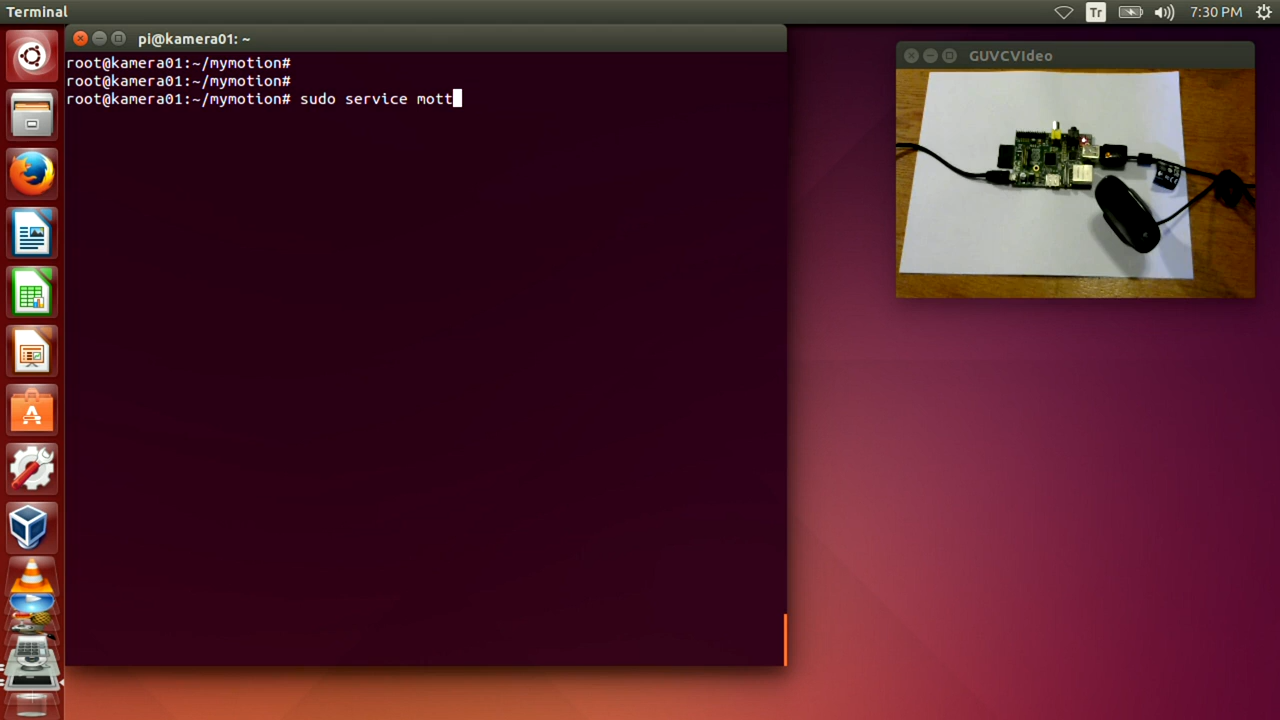 Terminal
Tr
7:30 PM
pi@kamera01: ~
root@kamera01:~/mymotion#
root@kamera01:~/mymotion#
root@kamera01:~/mymotion# sudo service mott
GUVCVIdeo